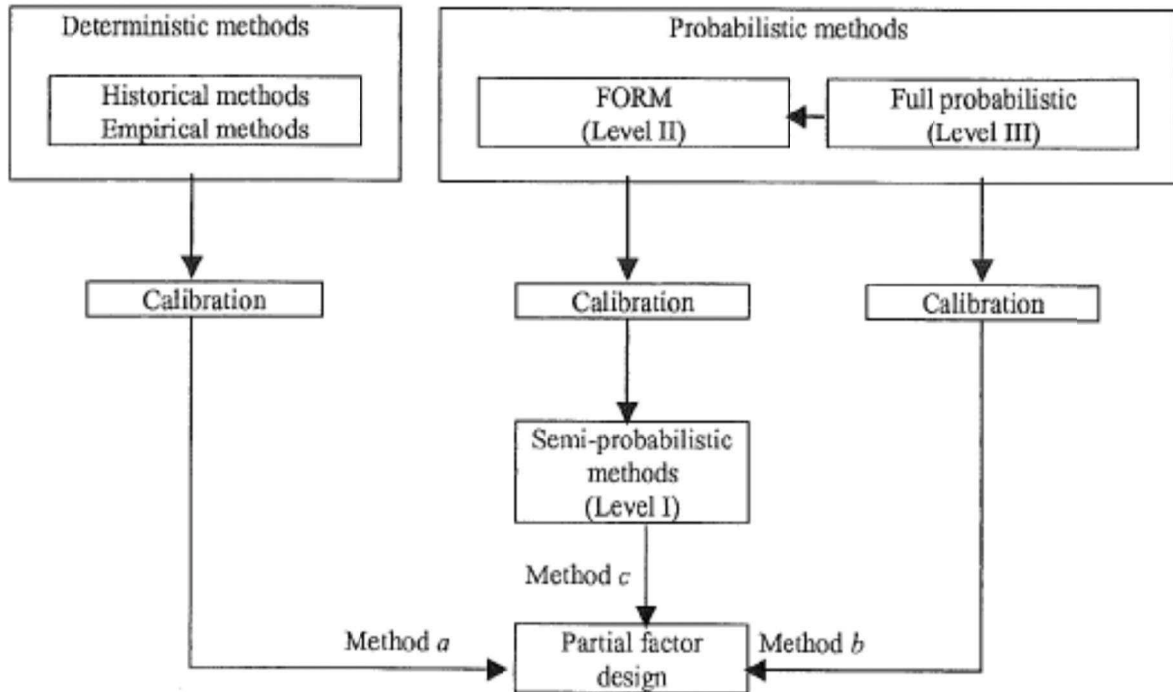 Deterministic methods
Historical methods
Empirical methods
Probabilistic methods
FORM
(Level II)
Full probabilistic
(Level III)
Calibration
Calibration
Calibration
Semi-probabilistic
methods
(Level I)
Method c
Method a
Partial factor
design
Method b